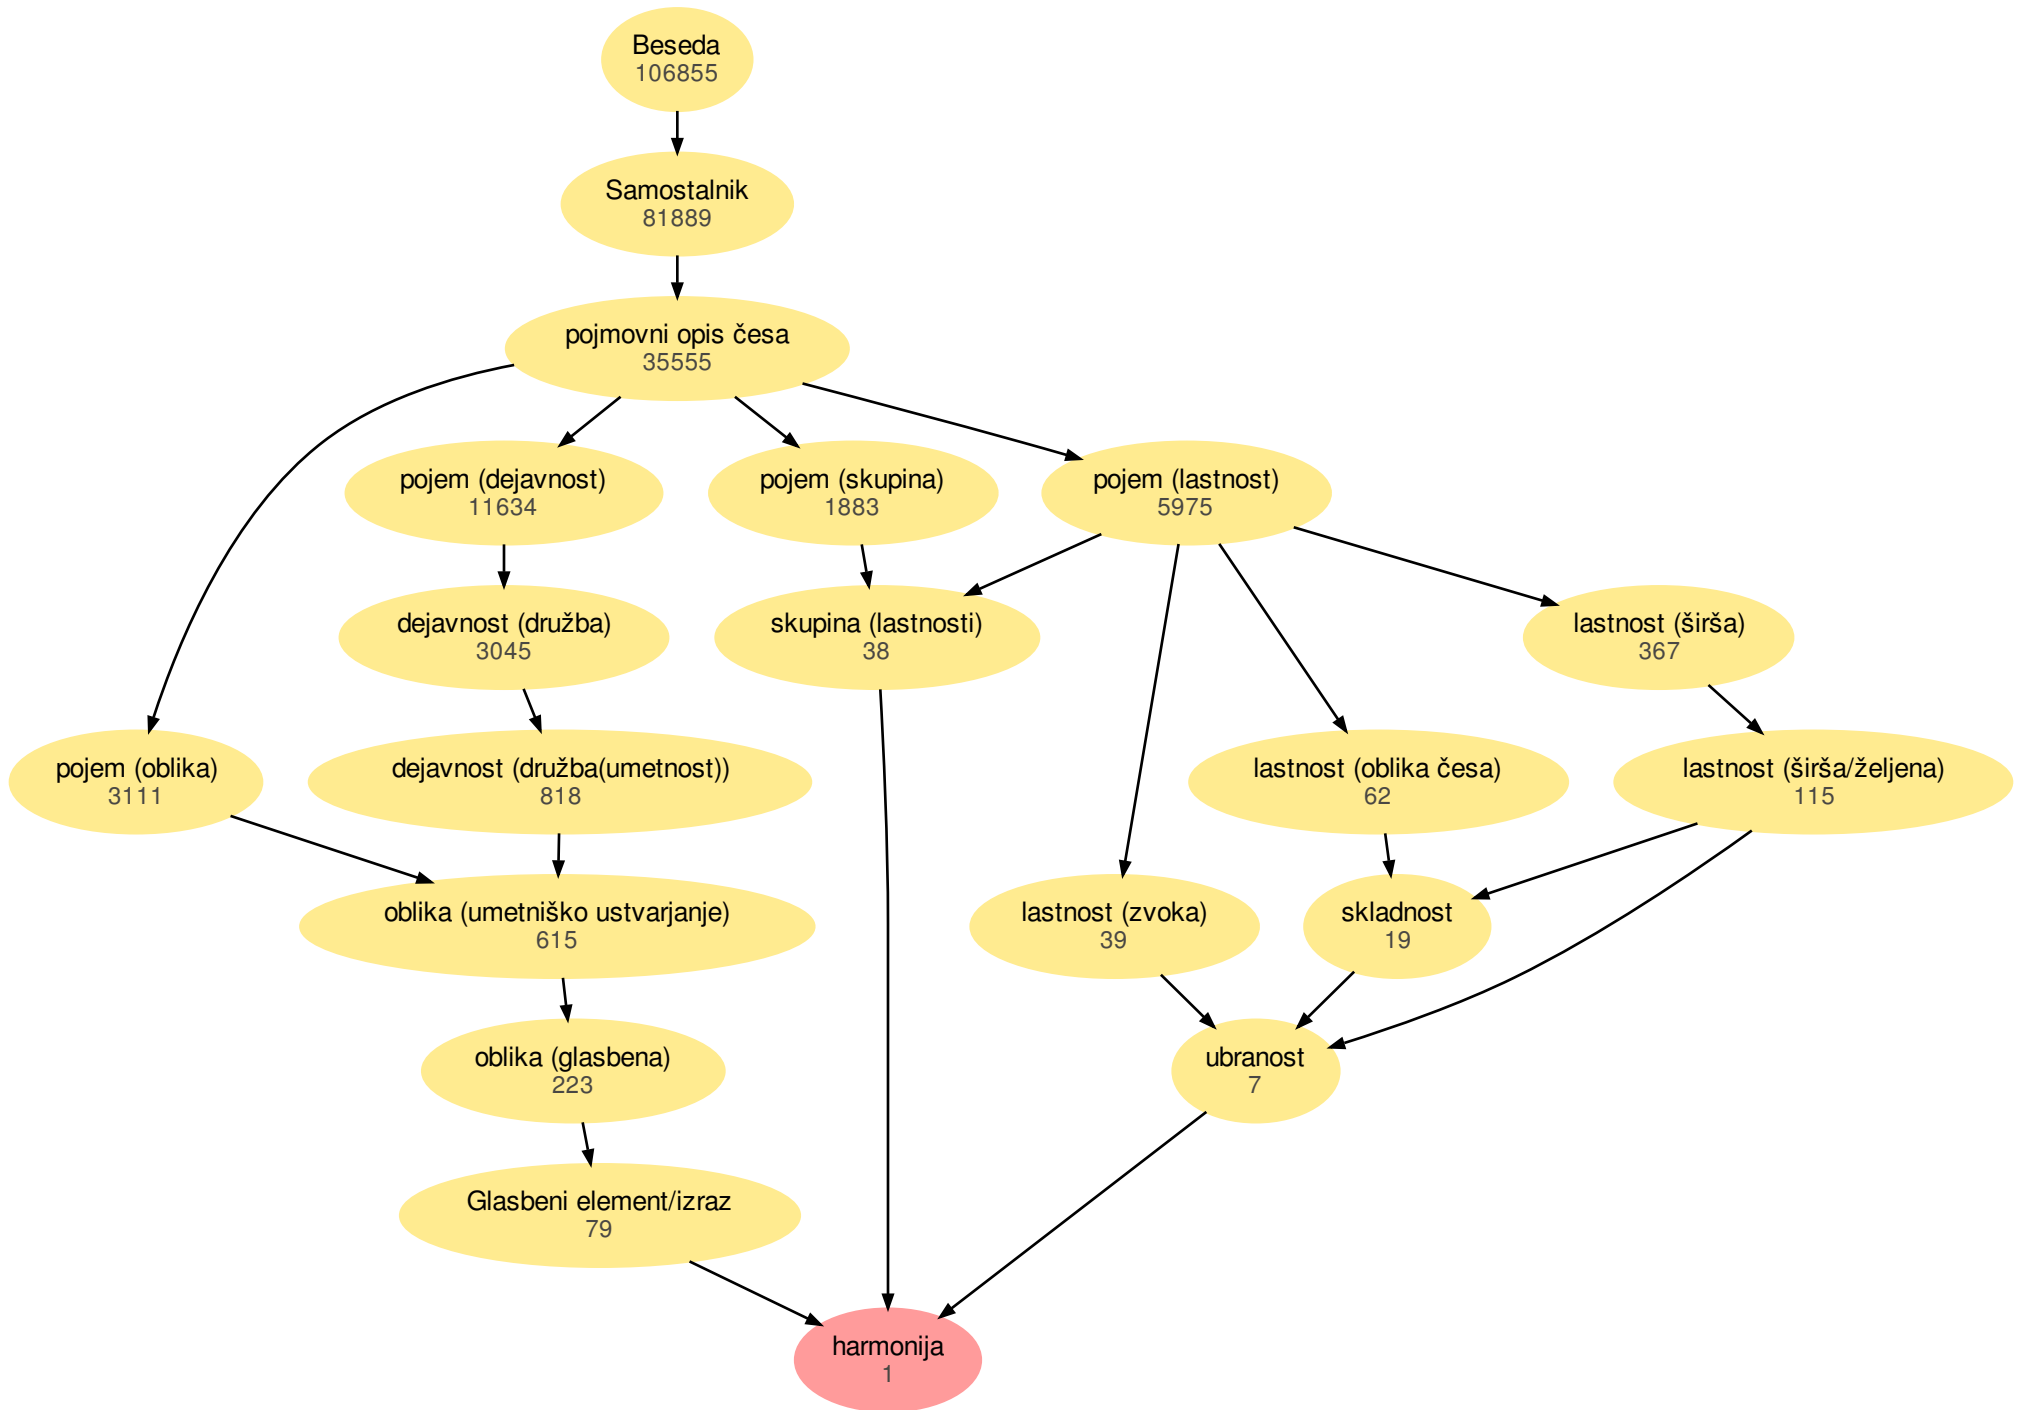 Beseda
106855
Samostalnik
81889
pojmovni opis česa
35555
pojem (dejavnost)
11634
pojem (skupina)
1883
pojem (lastnost)
5975
dejavnost (družba)
3045
skupina (lastnosti)
38
lastnost (širša)
367
pojem (oblika)
3111
dejavnost (družba(umetnost))
818
lastnost (oblika česa)
62
lastnost (širša/željena)
115
oblika (umetniško ustvarjanje)
615
lastnost (zvoka)
39
skladnost
19
oblika (glasbena)
223
ubranost
7
Glasbeni element/izraz
79
harmonija
1